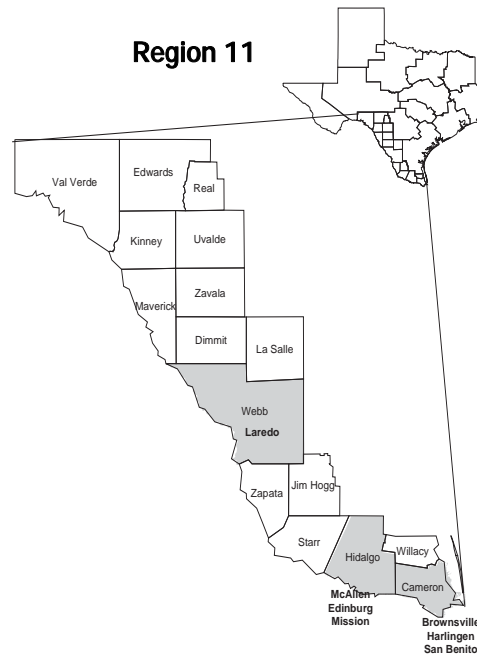 Region 11
Val Verde
Edwards
Real
Kinney
Uvalde
Maverick
Zavala
Dimmit
La Salle
Webb
Laredo
Zapata
Jim Hogg
Starr
Hidalgo
Willacy
Cameron
McAllen
Edinburg
Mission
Brownsville
Harlingen
San Benito